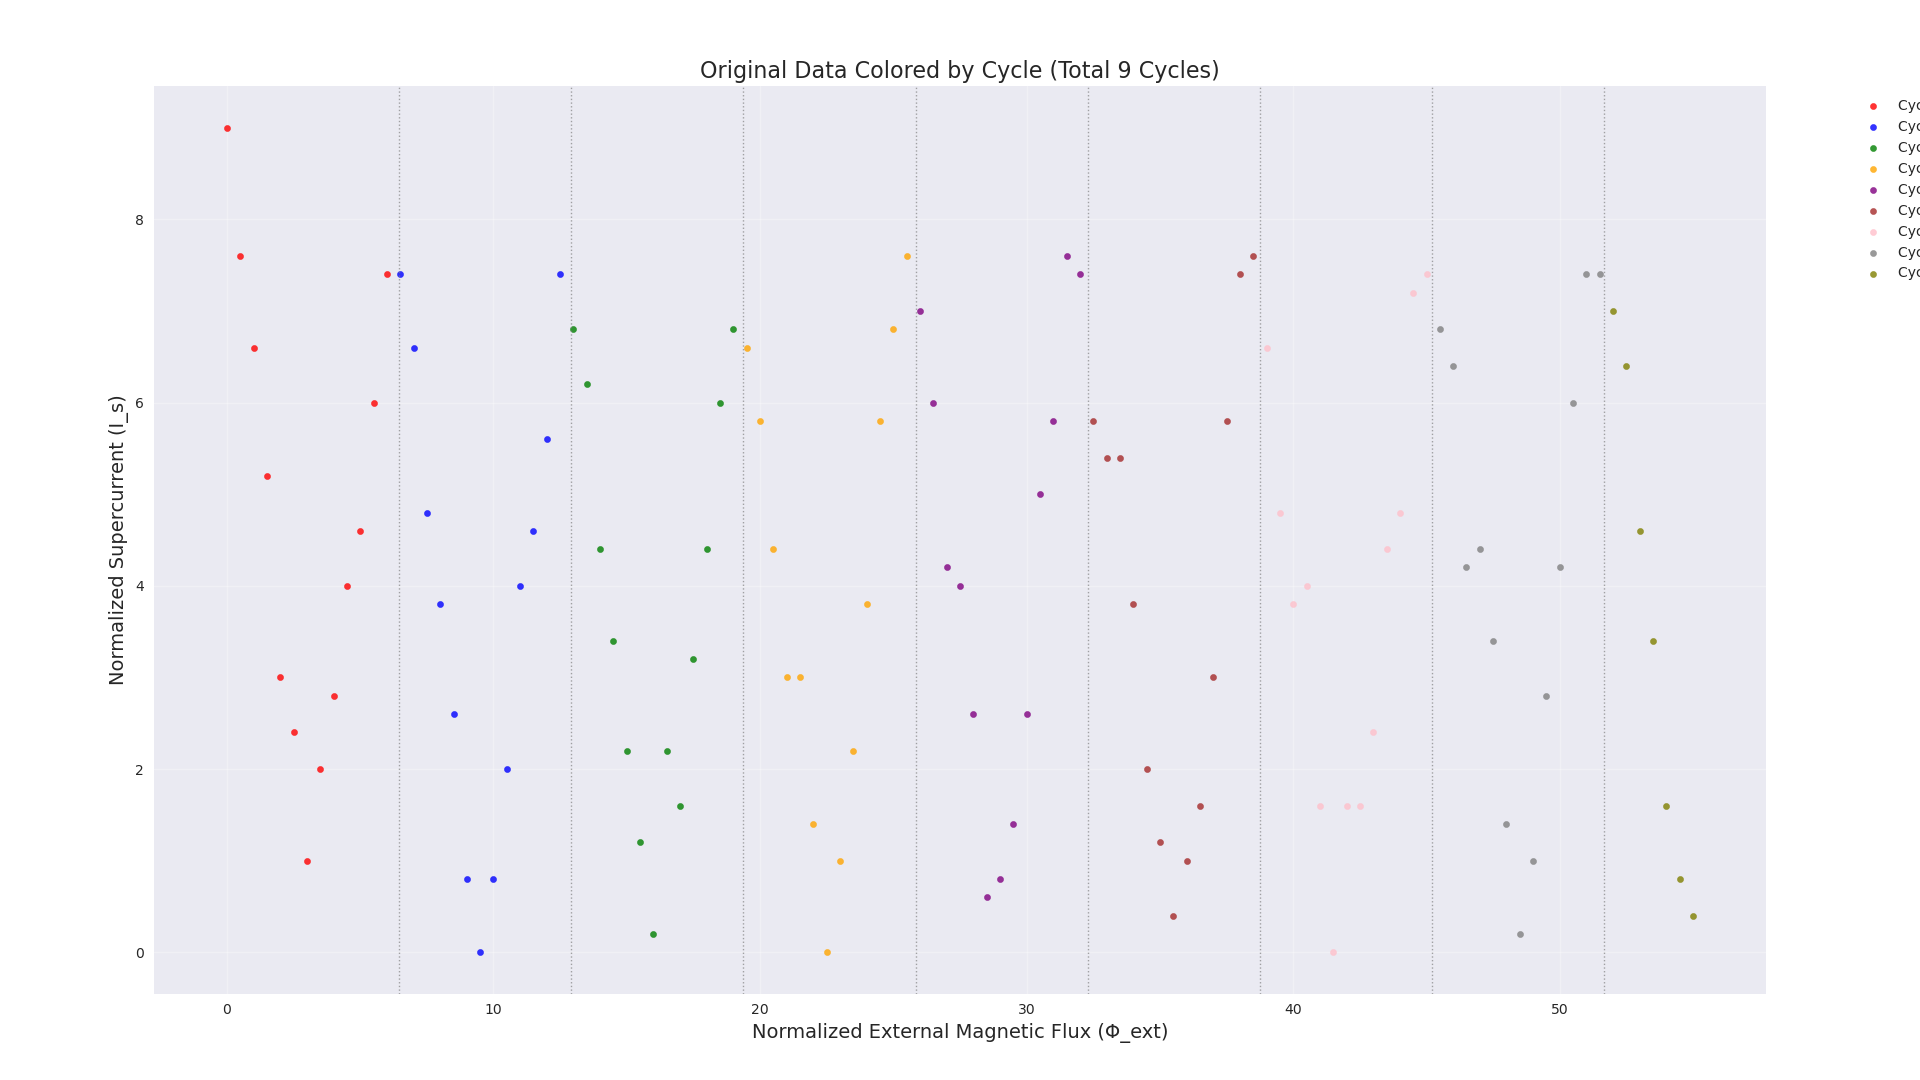 Original Data Colored by Cycle (Total 9 Cycles)
Cyc
Cyc
Cyc
Cyc
Cyc
Cyc
Cyc
Cyc
Cyc
Normalized Supercurrent (I_s)
8
6
4
2
0
0 10 20 30 40 50
Normalized External Magnetic Flux (Φ_ext)